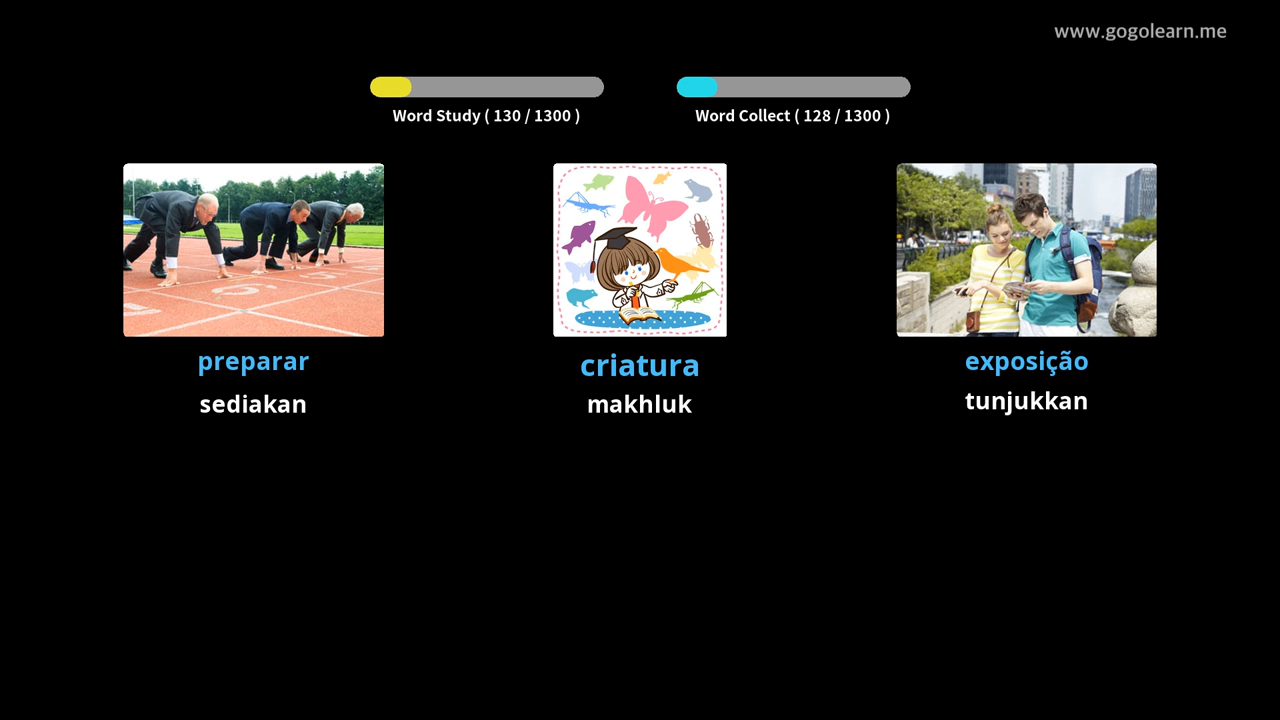 www.gogolearn.me
Word Study ( 130 / 1300 )
Word Collect ( 128 / 1300 )
preparar
sediakan
criatura
makhluk
exposição
tunjukkan